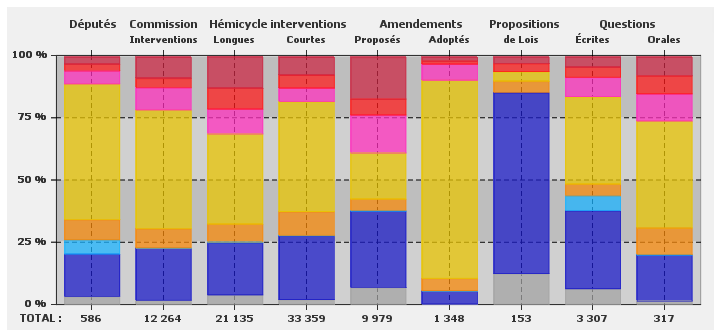 Députés Commission Hémicycle interventions Amendements Propositions Questions
Interventions Longues Courtes Proposés Adoptés de Lois Écrites Orales
100 %
75 %
50 %
25 %
0 %
TOTAL : 586 12 264 21 135 33 359 9 979 1 348 153 3 307 317